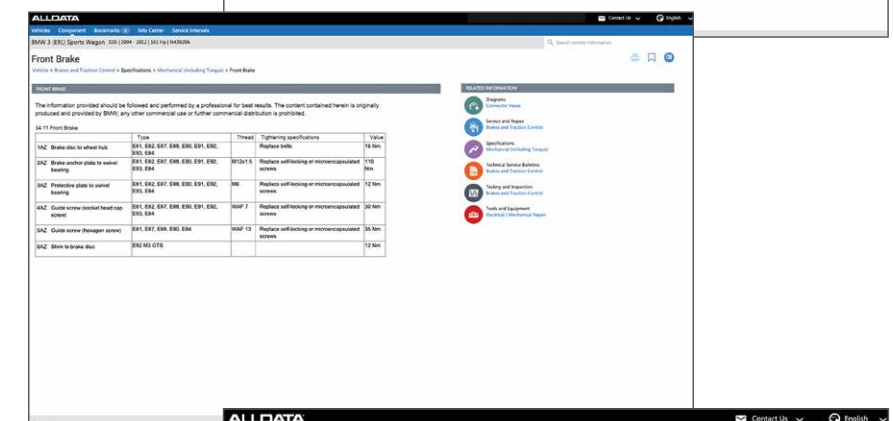 ALLDATA
Contact Us
English
Vehicles Component Bookmarks Info Center Service Intervals
BMW 3 (E91) Sports Wagon
Search Vehicle Information
Front Brake
Vehicle » Brakes and Traction Control » Specifications » Mechanical (including Torque) » Front Brake
FRONT BRAKE
The information provided should be followed and performed by a professional for best results. The content contained herein is originally
produced and provided by BMW; any other commercial use or further commercial distribution is prohibited.
34 11 Front Brake
Type Thread Tightening specifications Value
1AZ Brake disc to wheel hub E81, E82, E87, E88, E90, E91, E92, Replace bolts 16 Nm
E93, E84
2AZ Brake anchor plate to swivel E81, E82, E87, E88, E90, E91, E92, M12x1.5 Replace self-locking or microencapsulated 110
bearing E93, E84 screws Nm
3AZ Protective plate to swivel E81, E82, E87, E88, E90, E91, E92, M6 Replace self-locking or microencapsulated 12 Nm
bearing E93, E84 screws
4AZ Guide screw (socket head cap E81, E82, E87, E88, E90, E91, E92, WAF 7 Replace self-locking or microencapsulated 30 Nm
screw) E93, E84 screws
5AZ Guide screw (hexagon screw) E81, E87, E88, E90, E84 WAF 13 Replace self-locking or microencapsulated 35 Nm
screws
6AZ Shim to brake disc E92 M3 GTS 12 Nm
RELATED INFORMATION
Diagrams
Connector Views
Service and Repair
Brakes and Traction Control
Specifications
Mechanical (including Torque)
Technical Service Bulletins
Brakes and Traction Control
Testing and Inspection
Brakes and Traction Control
Tools and Equipment
Electrical / Mechanical Repair
ALLDATA
Contact Us
English